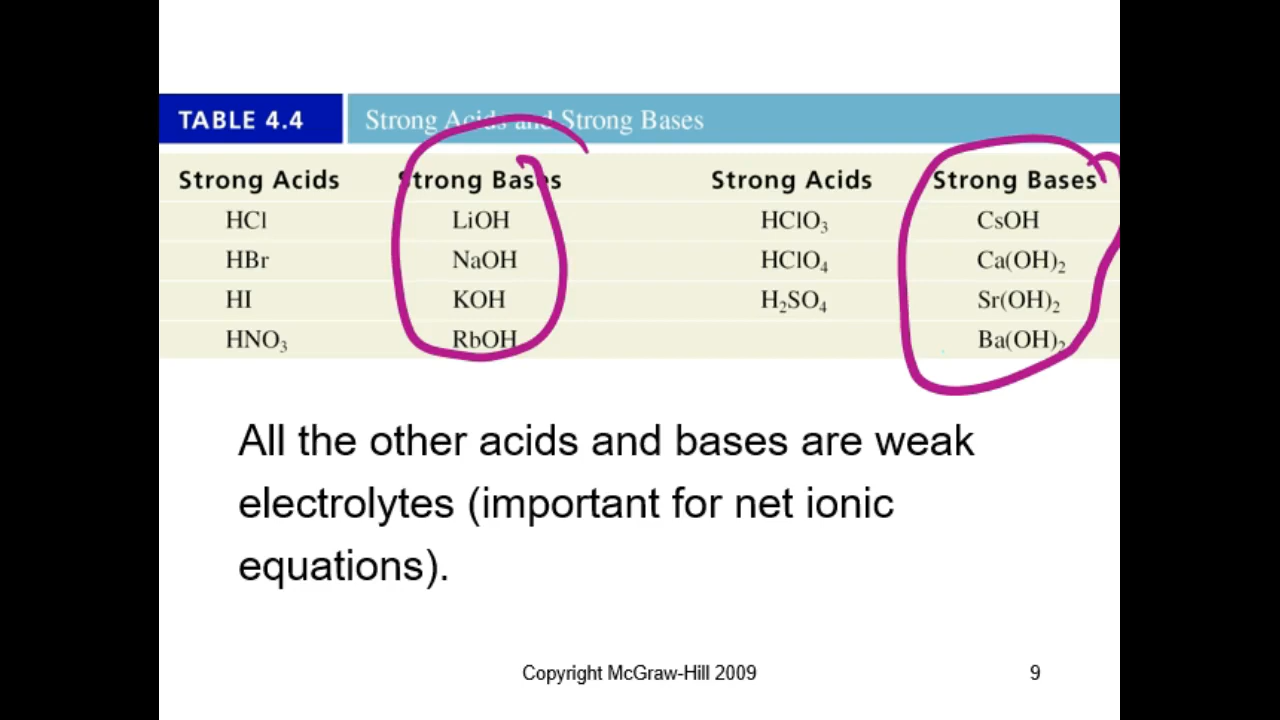 TABLE 4.4 Strong Acids and Strong Bases
Strong Acids Strong Bases Strong Acids Strong Bases
HCl LiOH HClO₃ CsOH
HBr NaOH HClO₄ Ca(OH)₂
HI KOH H₂SO₄ Sr(OH)₂
HNO₃ RbOH Ba(OH)₂
All the other acids and bases are weak
electrolytes (important for net ionic
equations).
Copyright McGraw-Hill 2009 9